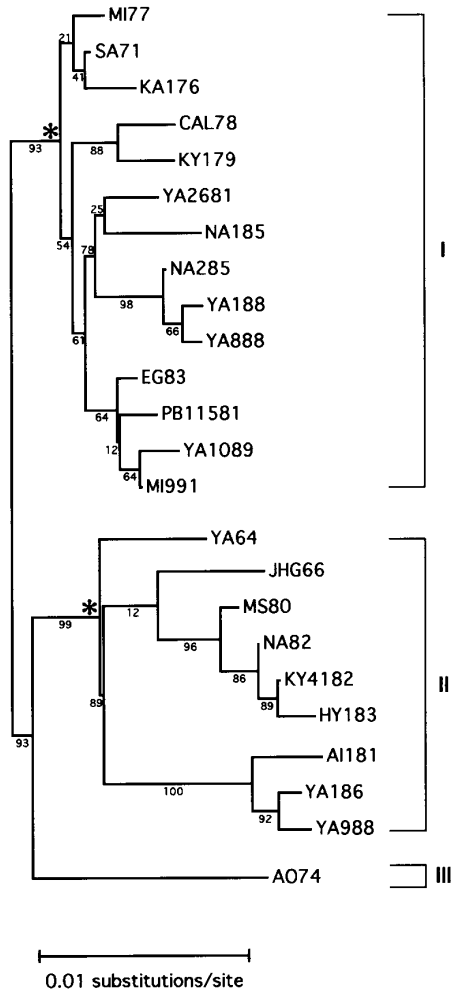 MI77
21
SA71
41
KA176
*
93
CAL78
88
KY179
YA2681
25
NA185
54
78
I
NA285
98
YA188
66
YA888
61
EG83
64
PB11581
12
YA1089
64
MI991
YA64
JHG66
*
99
12
MS80
96
NA82
86
KY4182
89
HY183
II
89
93
AI181
100
YA186
92
YA988
AO74
III
0.01 substitutions/site